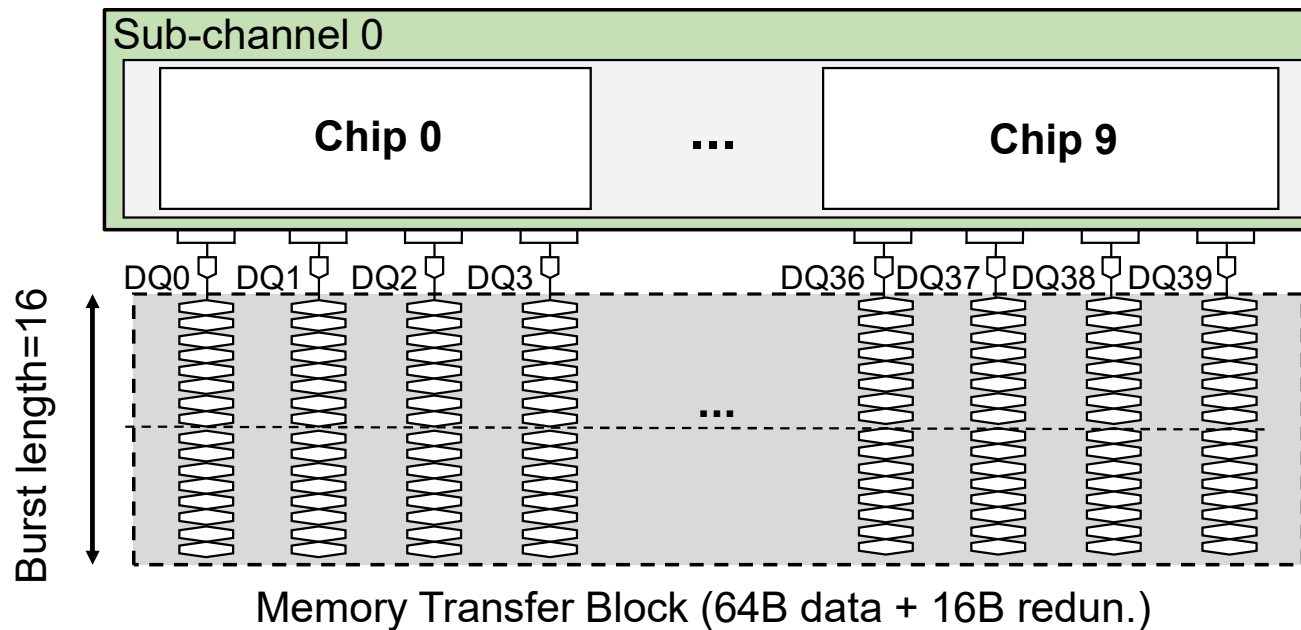 Sub-channel 0
Chip 0 ... Chip 9
DQ0 DQ1 DQ2 DQ3 DQ36 DQ37 DQ38 DQ39
Burst length=16
...
Memory Transfer Block (64B data + 16B redun.)